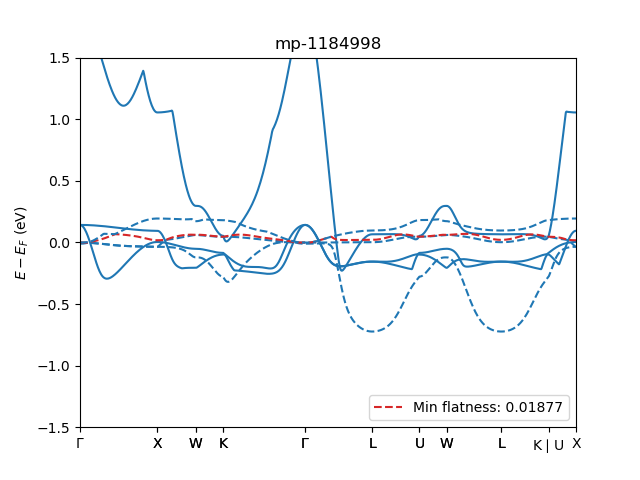 mp-1184998
E − E_F (eV)
1.5
1.0
0.5
0.0
−0.5
−1.0
−1.5
Min flatness: 0.01877
Γ X W K Γ L U W L K | U X